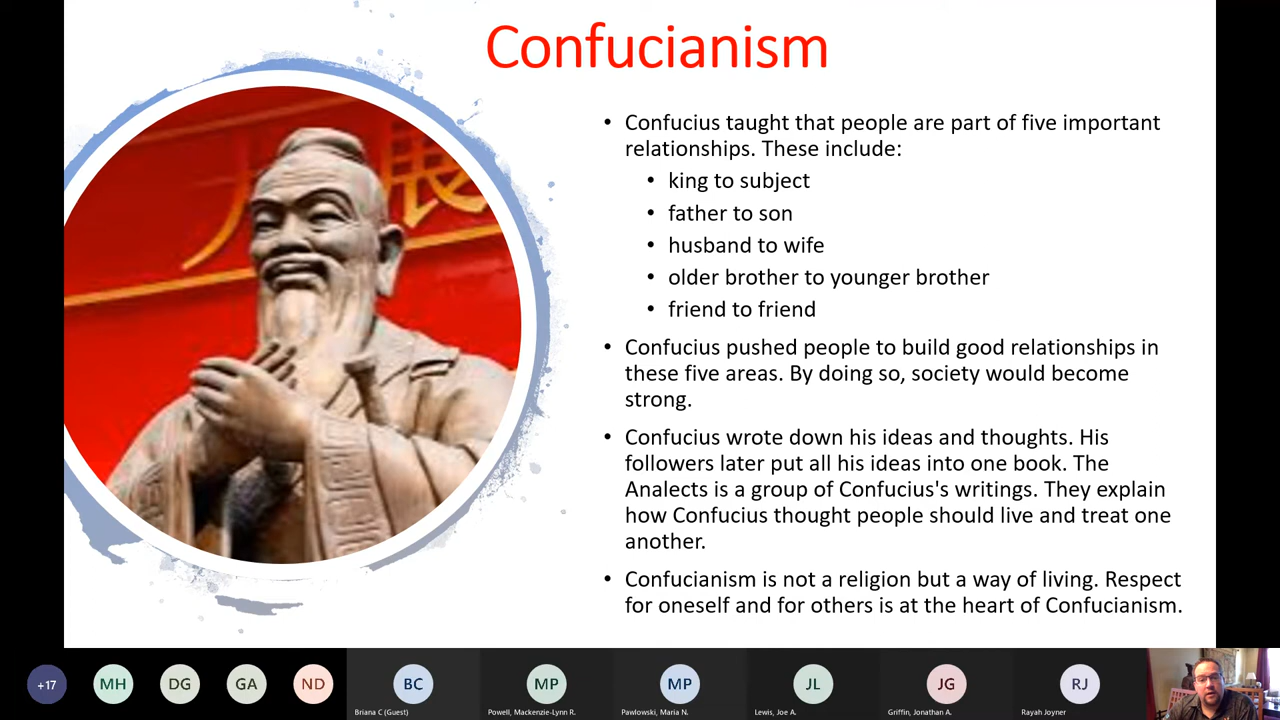 Confucianism
• Confucius taught that people are part of five important
relationships. These include:
• king to subject
• father to son
• husband to wife
• older brother to younger brother
• friend to friend
• Confucius pushed people to build good relationships in
these five areas. By doing so, society would become
strong.
• Confucius wrote down his ideas and thoughts. His
followers later put all his ideas into one book. The
Analects is a group of Confucius's writings. They explain
how Confucius thought people should live and treat one
another.
• Confucianism is not a religion but a way of living. Respect
for oneself and for others is at the heart of Confucianism.
+17
MH
DG
GA
ND
BC
MP
MP
JL
JG
RJ
Briana C (Guest)
Powell, Mackenzie-Lynn R.
Pawlowski, Maria N.
Lewis, Joe A.
Griffin, Jonathan A.
Rayah Joyner